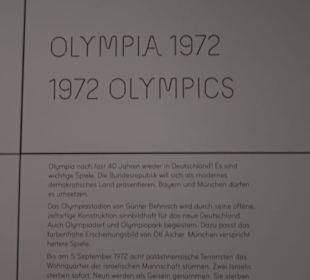 OLYMPIA 1972
1972 OLYMPICS
Olympia nach fast 40 Jahren wieder in Deutschland! Es sind
wichtige Spiele. Die Bundesrepublik will sich als modernes
demokratisches Land präsentieren. Bayern und München dürfen
es umsetzen.
Das Olympiastadion von Günter Behnisch wird durch seine offene,
zeltartige Konstruktion sinnbildhaft für das neue Deutschland.
Auch Olympiadorf und Olympiapark begeistern. Dazu passt das
farbenfrohe Erscheinungsbild von Otl Aicher. München verspricht
heitere Spiele.
Bis am 5. September 1972 acht palästinensische Terroristen das
Wohnquartier der israelischen Mannschaft stürmen. Zwei Israelis
sterben sofort. Neun werden als Geiseln genommen. Sie sterben